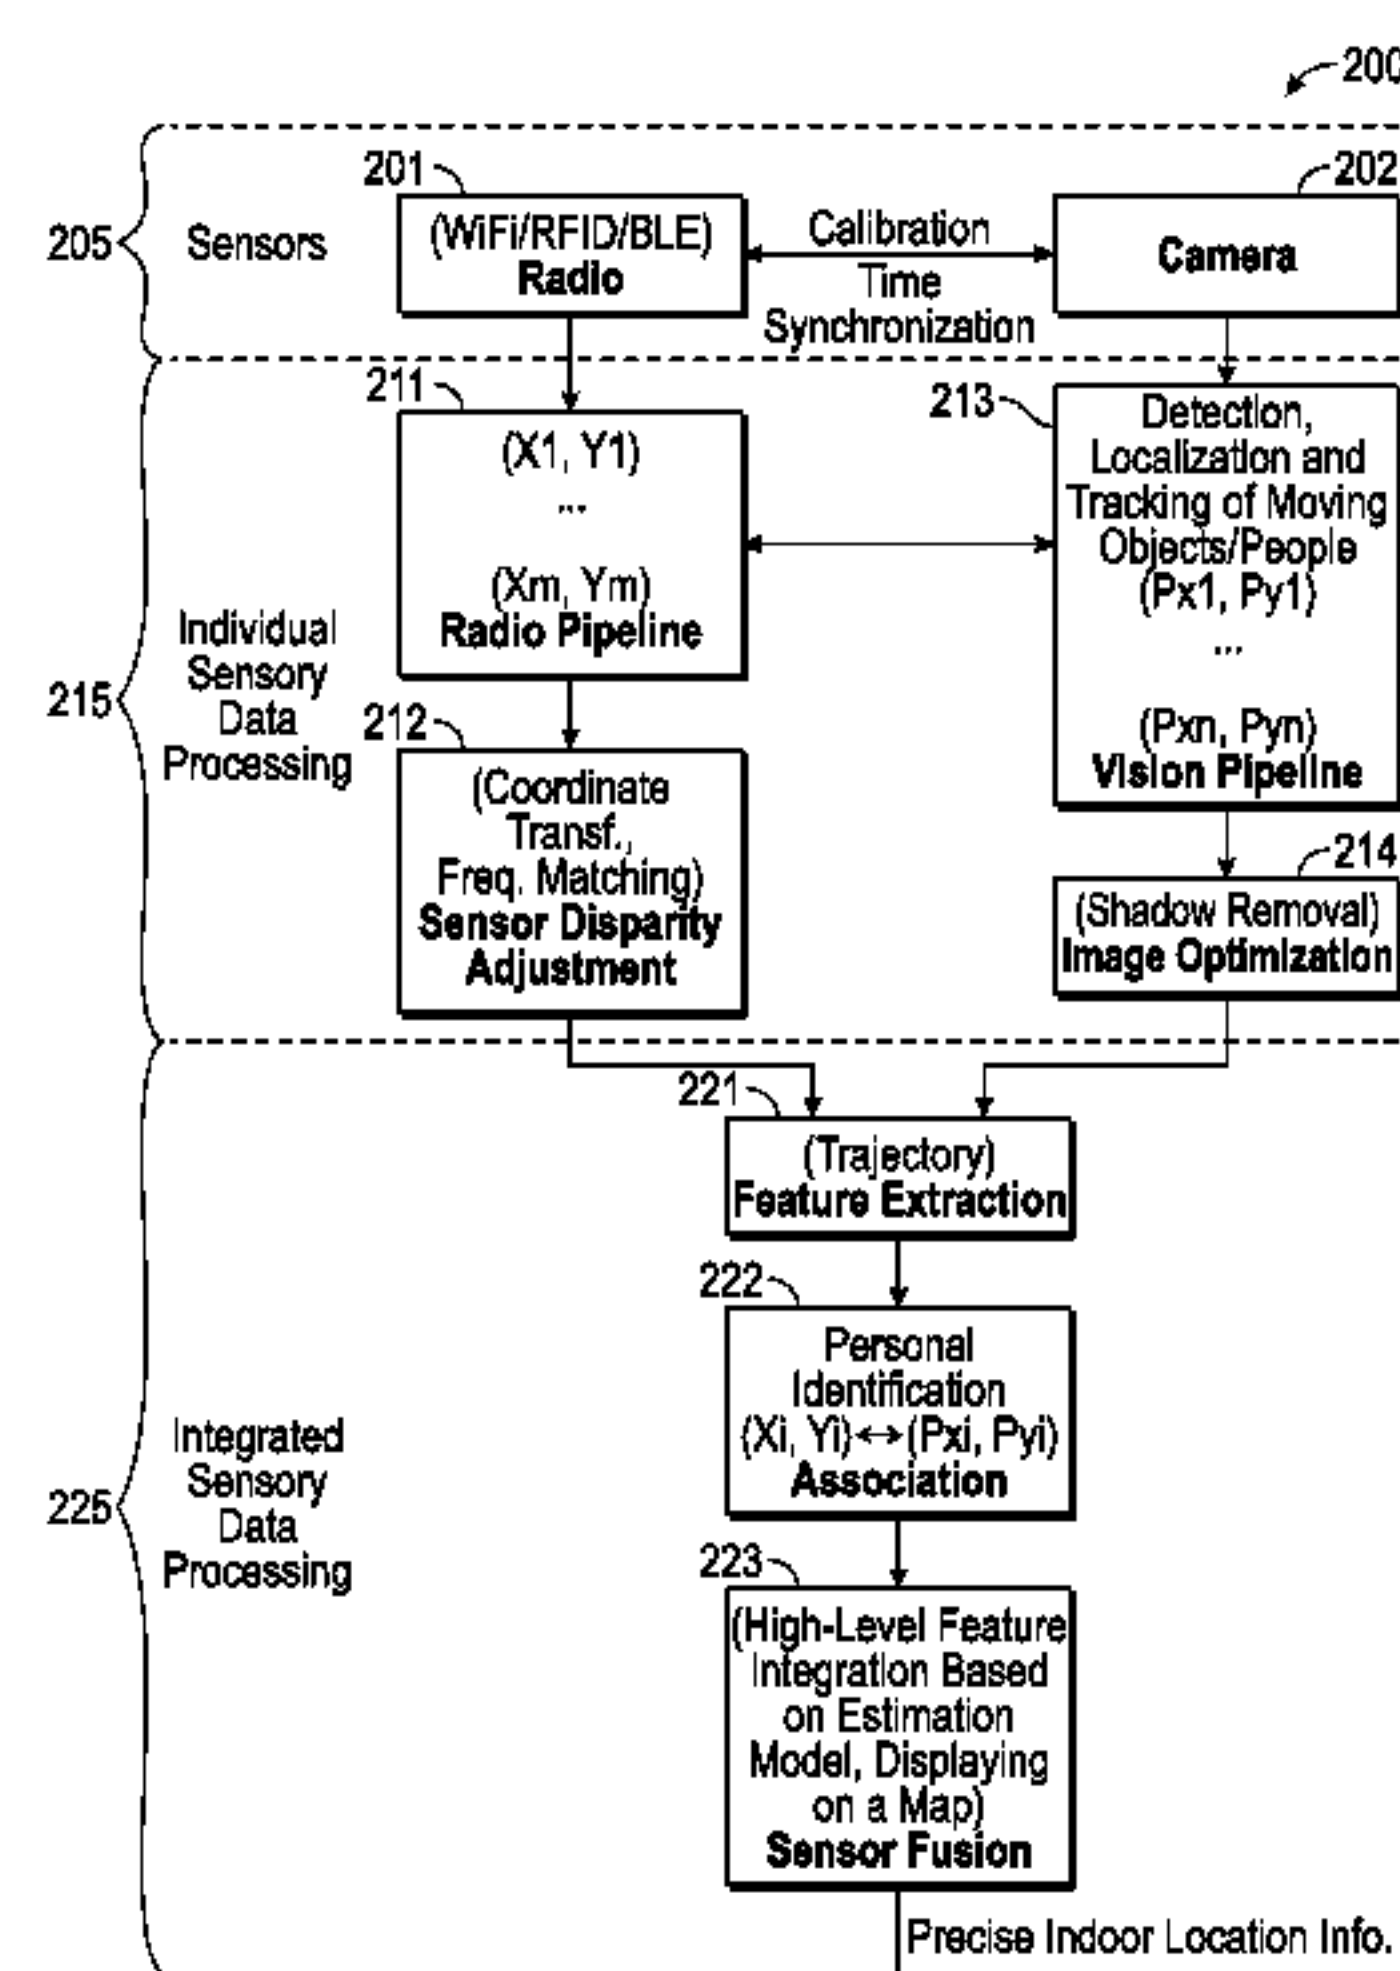 200
201
202
205
Sensors
(WiFi/RFID/BLE)
Radio
Calibration
Time
Synchronization
Camera
211
213
(X1, Y1)
...
(Xm, Ym)
Radio Pipeline
Detection,
Localization and
Tracking of Moving
Objects/People
(Px1, Py1)
...
(Pxn, Pyn)
Vision Pipeline
215
Individual
Sensory
Data
Processing
212
(Coordinate
Transf.,
Freq. Matching)
Sensor Disparity
Adjustment
214
(Shadow Removal)
Image Optimization
221
(Trajectory)
Feature Extraction
222
Personal
Identification
(Xi, Yi)↔(Pxi, Pyi)
Association
225
Integrated
Sensory
Data
Processing
223
(High-Level Feature
Integration Based
on Estimation
Model, Displaying
on a Map)
Sensor Fusion
Precise Indoor Location Info.